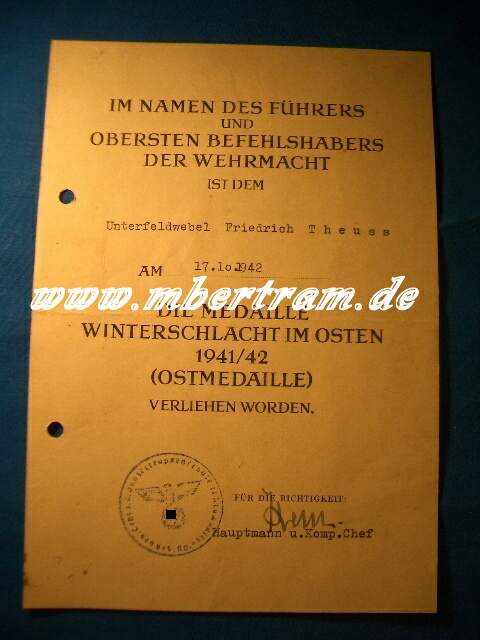 IM NAMEN DES FÜHRERS
UND
OBERSTEN BEFEHLSHABERS
DER WEHRMACHT
IST DEM
Unterfeldwebel Friedrich Theuss
AM 17.10.1942
www.mbertram.de
DIE MEDAILLE
WINTERSCHLACHT IM OSTEN
1941/42
(OSTMEDAILLE)
VERLIEHEN WORDEN.
FÜR DIE RICHTIGKEIT:
Hauptmann u.Komp.Chef